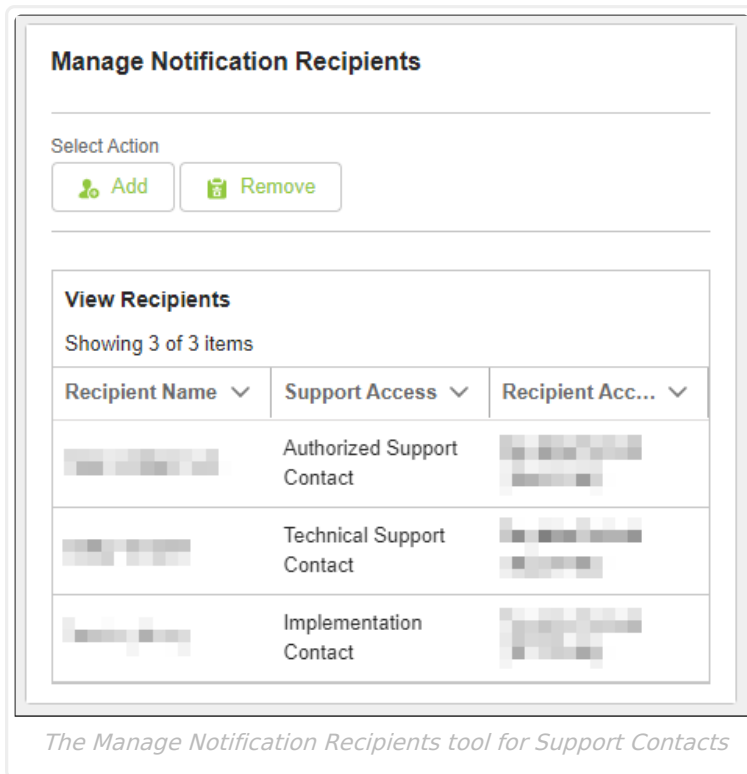 Manage Notification Recipients
Select Action
Add Remove
View Recipients
Showing 3 of 3 items
Recipient Name Support Access Recipient Acc...
Authorized Support
Contact
Technical Support
Contact
Implementation
Contact
The Manage Notification Recipients tool for Support Contacts